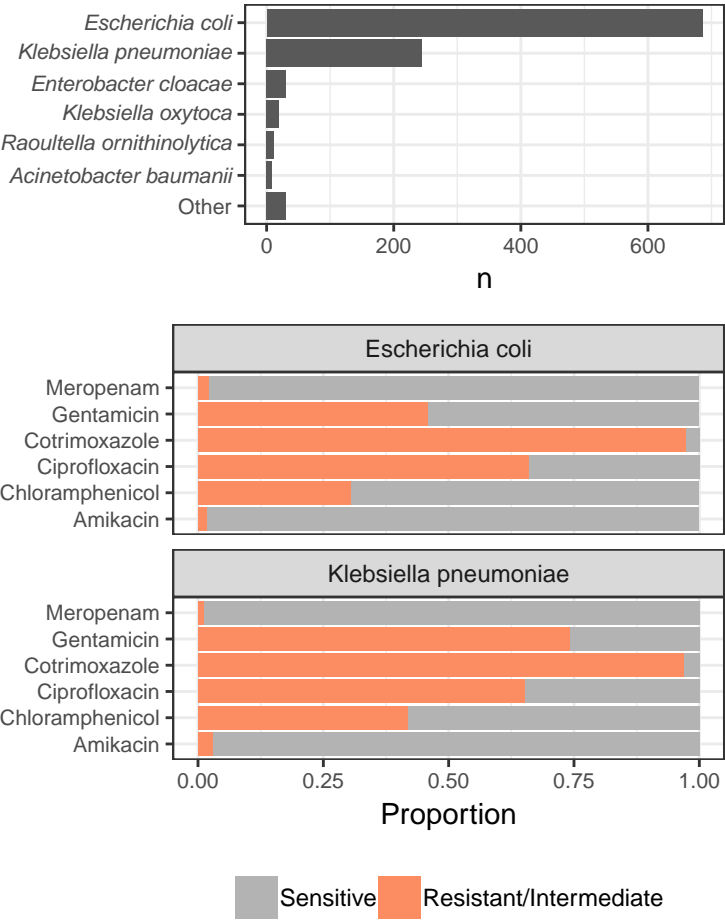 Escherichia coli
Klebsiella pneumoniae
Enterobacter cloacae
Klebsiella oxytoca
Raoultella ornithinolytica
Acinetobacter baumanii
Other
0 200 400 600
n
Escherichia coli
Meropenam
Gentamicin
Cotrimoxazole
Ciprofloxacin
Chloramphenicol
Amikacin
Klebsiella pneumoniae
Meropenam
Gentamicin
Cotrimoxazole
Ciprofloxacin
Chloramphenicol
Amikacin
0.00 0.25 0.50 0.75 1.00
Proportion
Sensitive Resistant/Intermediate